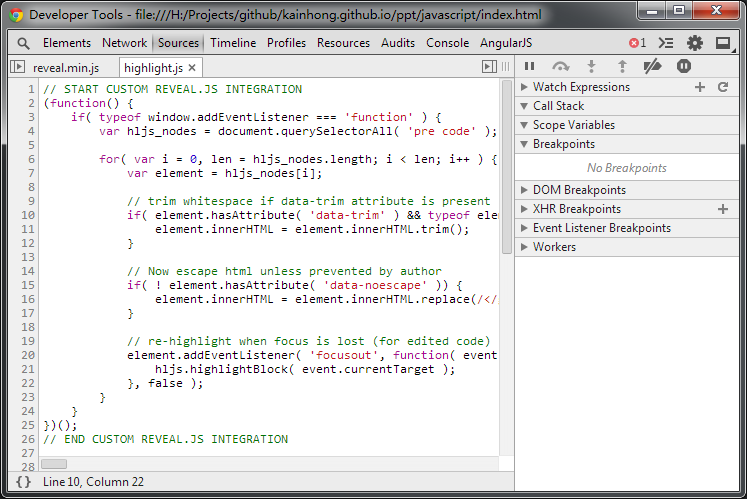 Developer Tools - file:///H:/Projects/github/kainhong.github.io/ppt/javascript/index.html
Elements Network Sources Timeline Profiles Resources Audits Console AngularJS 1
reveal.min.js highlight.js
1 // START CUSTOM REVEAL.JS INTEGRATION
2 (function() {
3 if( typeof window.addEventListener === 'function' ) {
4 var hljs_nodes = document.querySelectorAll( 'pre code' );
5
6 for( var i = 0, len = hljs_nodes.length; i < len; i++ ) {
7 var element = hljs_nodes[i];
8
9 // trim whitespace if data-trim attribute is present
10 if( element.hasAttribute( 'data-trim' ) && typeof ele
11 element.innerHTML = element.innerHTML.trim();
12 }
13
14 // Now escape html unless prevented by author
15 if( ! element.hasAttribute( 'data-noescape' )) {
16 element.innerHTML = element.innerHTML.replace(/</
17 }
18
19 // re-highlight when focus is lost (for edited code)
20 element.addEventListener( 'focusout', function( event
21 hljs.highlightBlock( event.currentTarget );
22 }, false );
23 }
24 }
25 })();
26 // END CUSTOM REVEAL.JS INTEGRATION
27
28
{} Line 10, Column 22
Watch Expressions
Call Stack
Scope Variables
Breakpoints
No Breakpoints
DOM Breakpoints
XHR Breakpoints
Event Listener Breakpoints
Workers